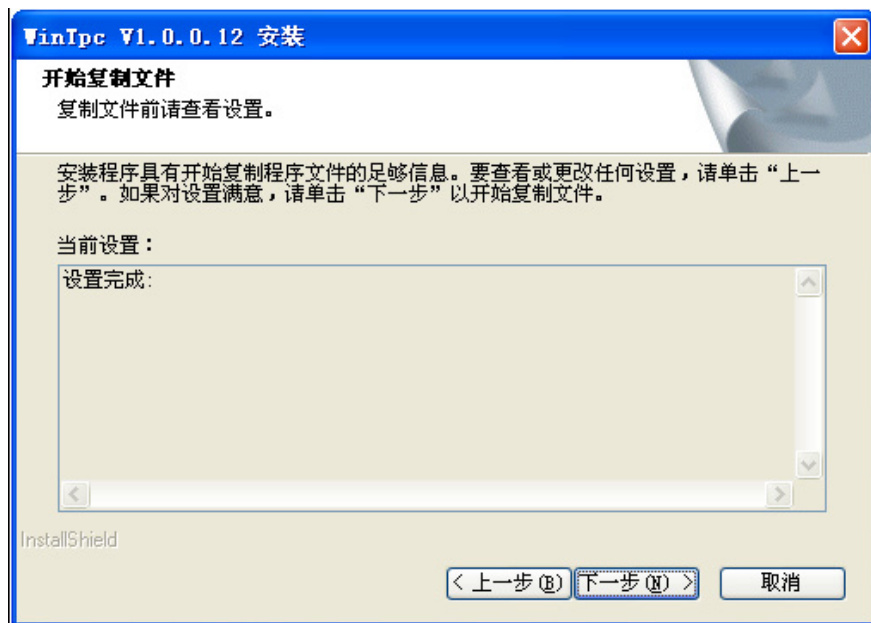 WinIpc V1.0.0.12 安装
开始复制文件
复制文件前请查看设置。
安装程序具有开始复制程序文件的足够信息。要查看或更改任何设置，请单击“上一
步”。如果对设置满意，请单击“下一步”以开始复制文件。
当前设置：
设置完成:
InstallShield
< 上一步(B) 下一步(N) > 取消